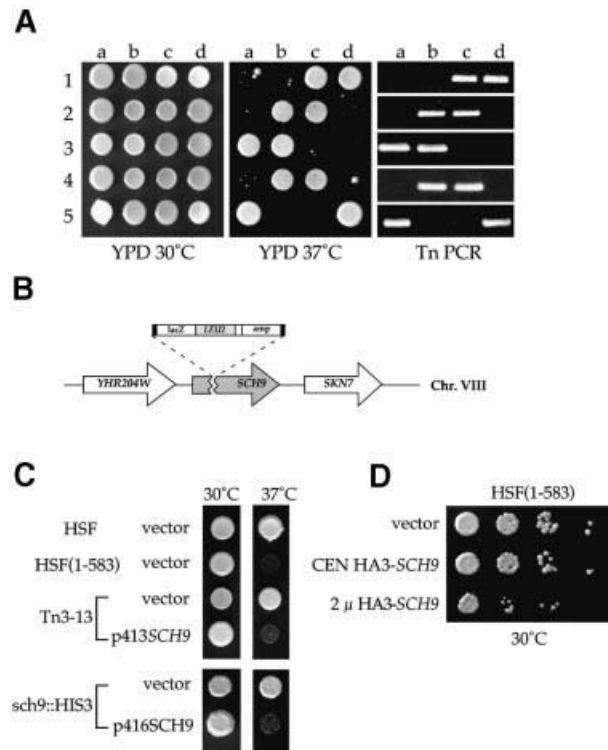 A
a b c d a b c d a b c d
1
2
3
4
5
YPD 30°C YPD 37°C Tn PCR
B
lacZ LEU2 amp
YHR204W SCH9 SKN7 Chr. VIII
C
30°C 37°C
HSF vector
HSF(1-583) vector
Tn3-13 vector
p413SCH9
sch9::HIS3 vector
p416SCH9
D
HSF(1-583)
vector
CEN HA3-SCH9
2 μ HA3-SCH9
30°C